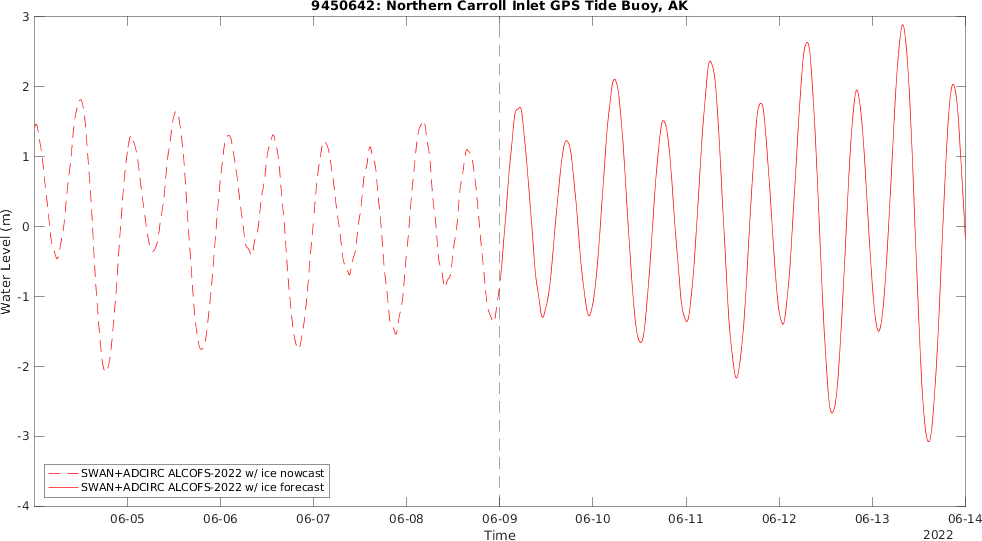 9450642: Northern Carroll Inlet GPS Tide Buoy, AK
3
2
1
0
-1
-2
-3
-4
Water Level (m)
SWAN+ADCIRC ALCOFS-2022 w/ ice nowcast
SWAN+ADCIRC ALCOFS-2022 w/ ice forecast
06-05 06-06 06-07 06-08 06-09 06-10 06-11 06-12 06-13 06-14
Time
2022